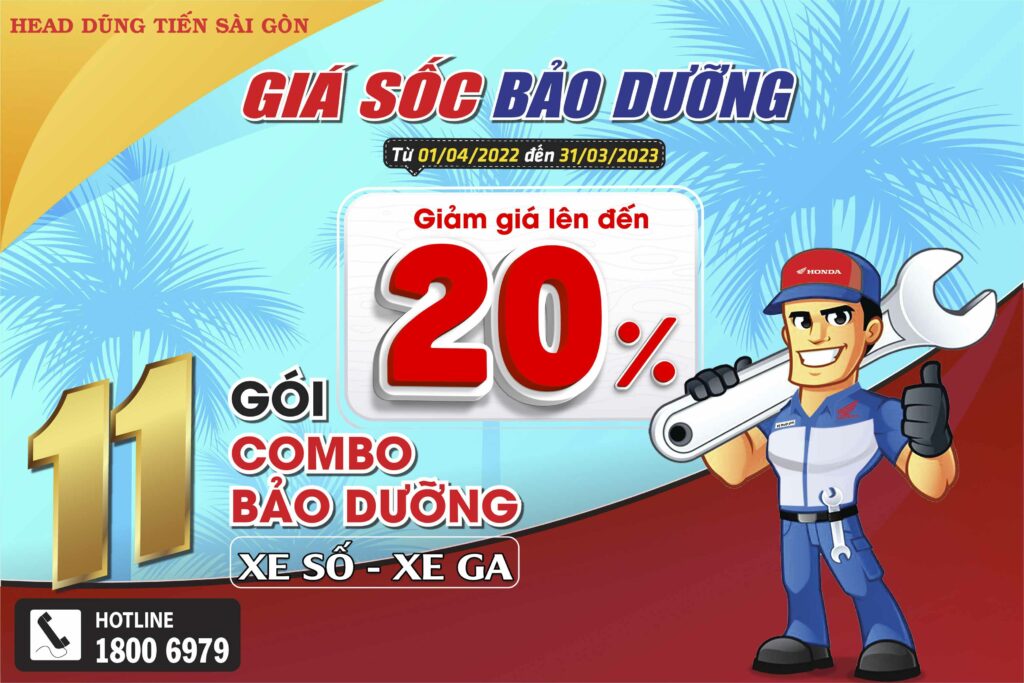 HEAD DŨNG TIẾN SÀI GÒN
GIÁ SỐC BẢO DƯỠNG
Từ 01/04/2022 đến 31/03/2023
Giảm giá lên đến
20%
HONDA
11
GÓI
COMBO
BẢO DƯỠNG
XE SỐ - XE GA
HOTLINE
1800 6979